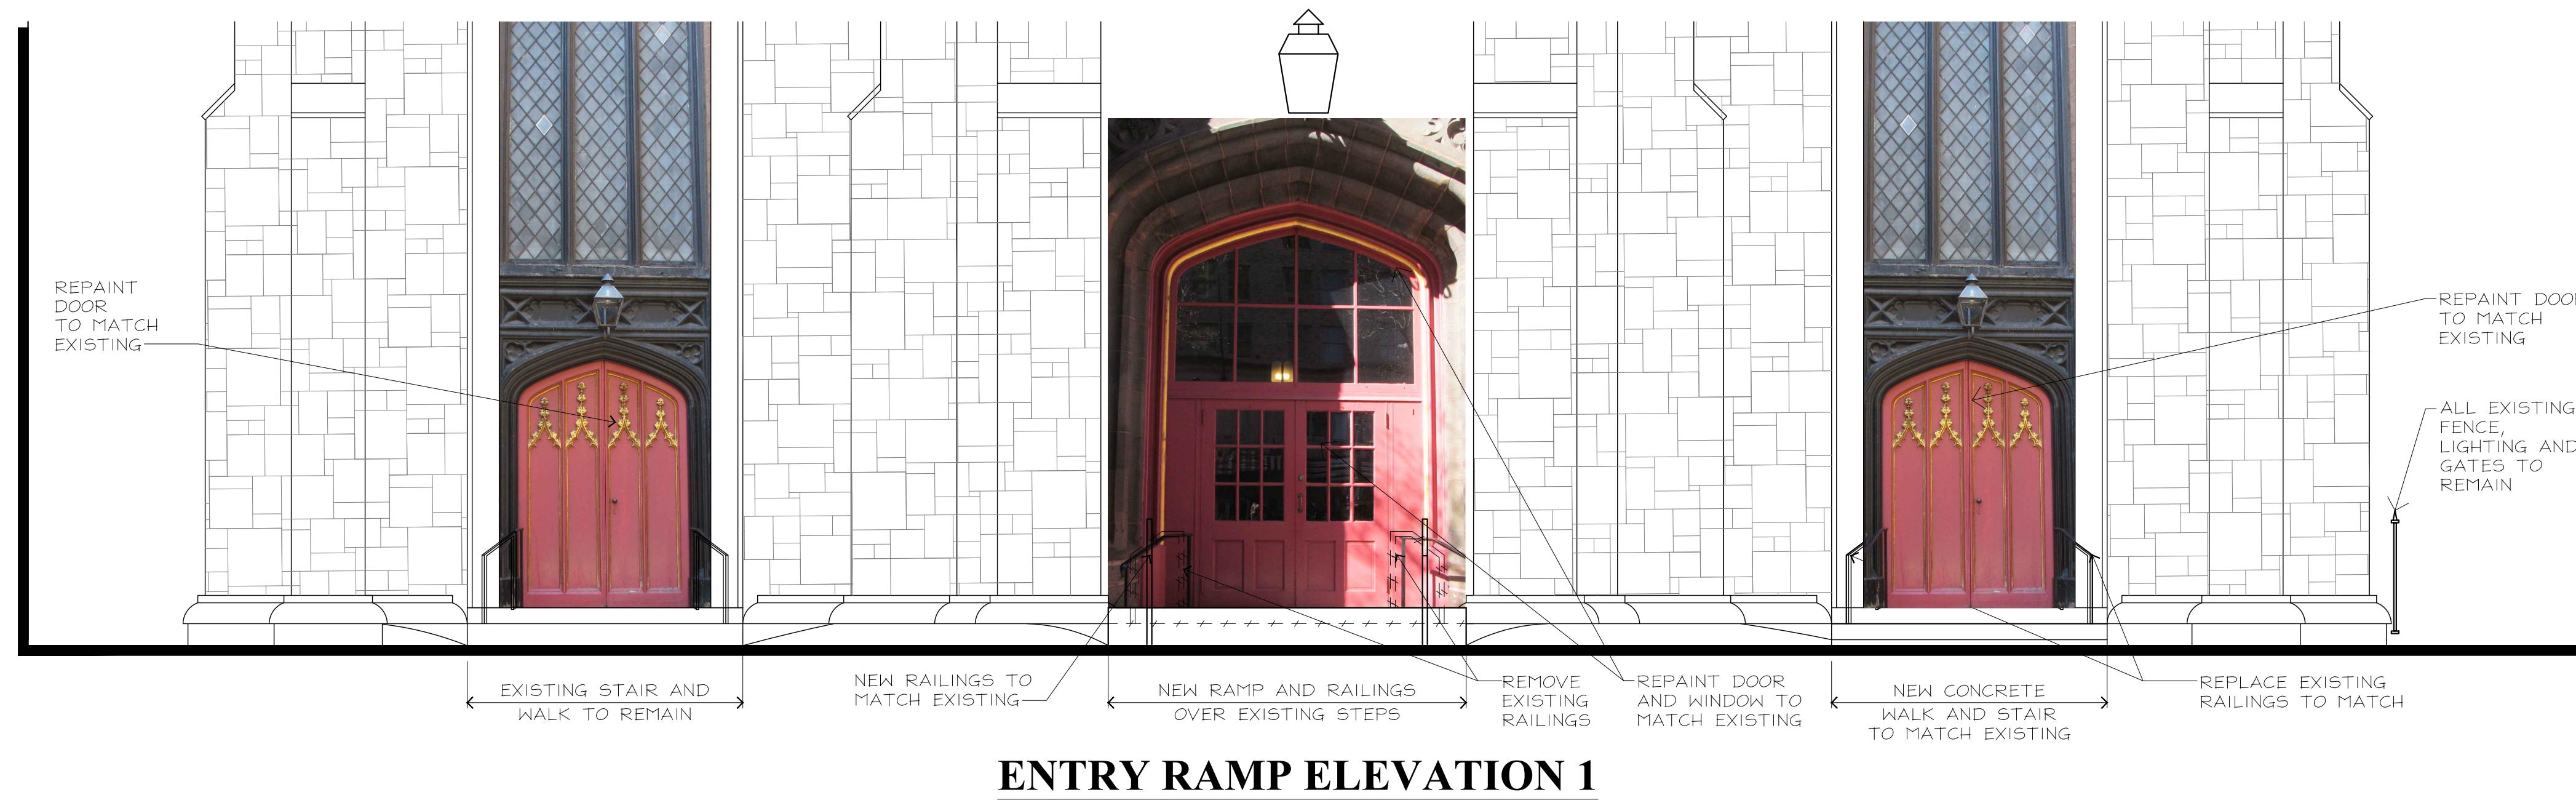 REPAINT
DOOR
TO MATCH
EXISTING
TO MATCH
EXISTING
REPAINT
ALL EXISTING
FENCE,
LIGHTING AND
GATES TO
REMAIN
EXISTING STAIR AND
WALK TO REMAIN
NEW RAILINGS TO
MATCH EXISTING
NEW RAMP AND RAILINGS
OVER EXISTING STEPS
REMOVE
EXISTING
RAILINGS
REPAINT DOOR
AND WINDOW TO
MATCH EXISTING
NEW CONCRETE
WALK AND STAIR
TO MATCH EXISTING
REPLACE EXISTING
RAILINGS TO MATCH
ENTRY RAMP ELEVATION 1